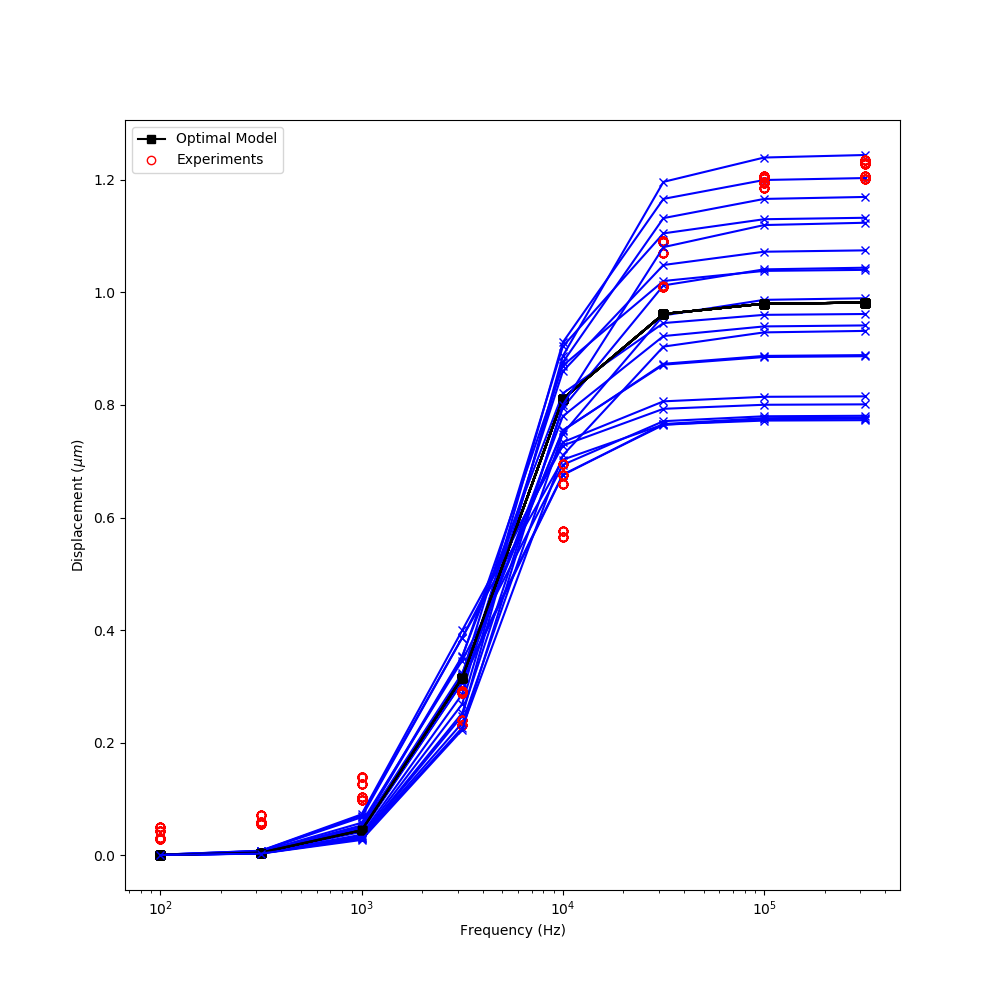 Optimal Model
Experiments
1.2
1.0
0.8
0.6
0.4
0.2
0.0
Displacement (μm)
10²
10³
10⁴
10⁵
Frequency (Hz)